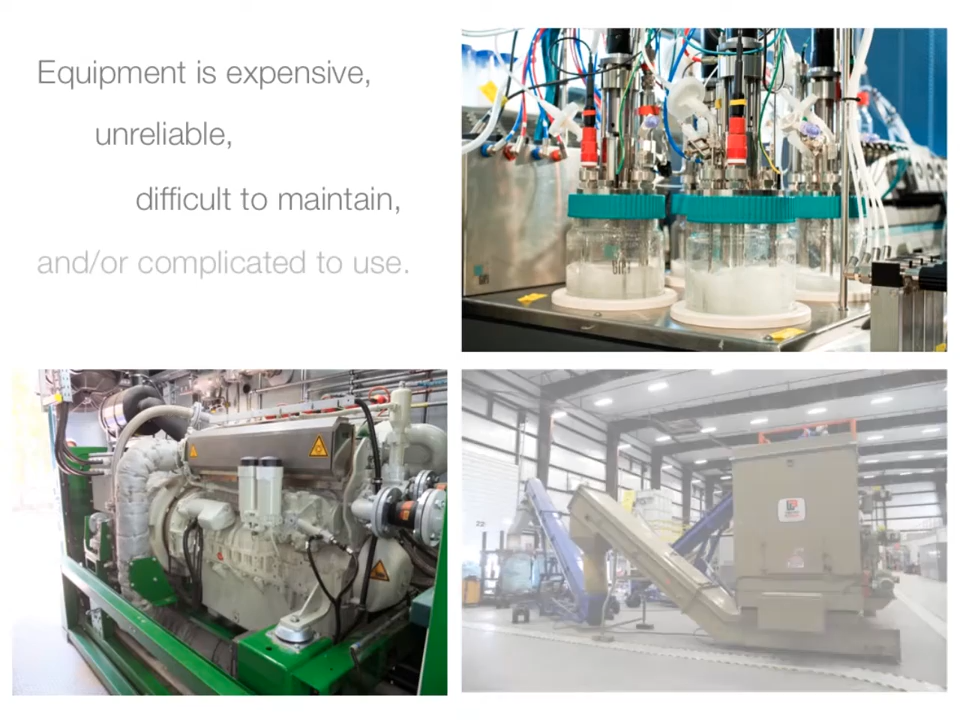 Equipment is expensive,
unreliable,
difficult to maintain,
and/or complicated to use.